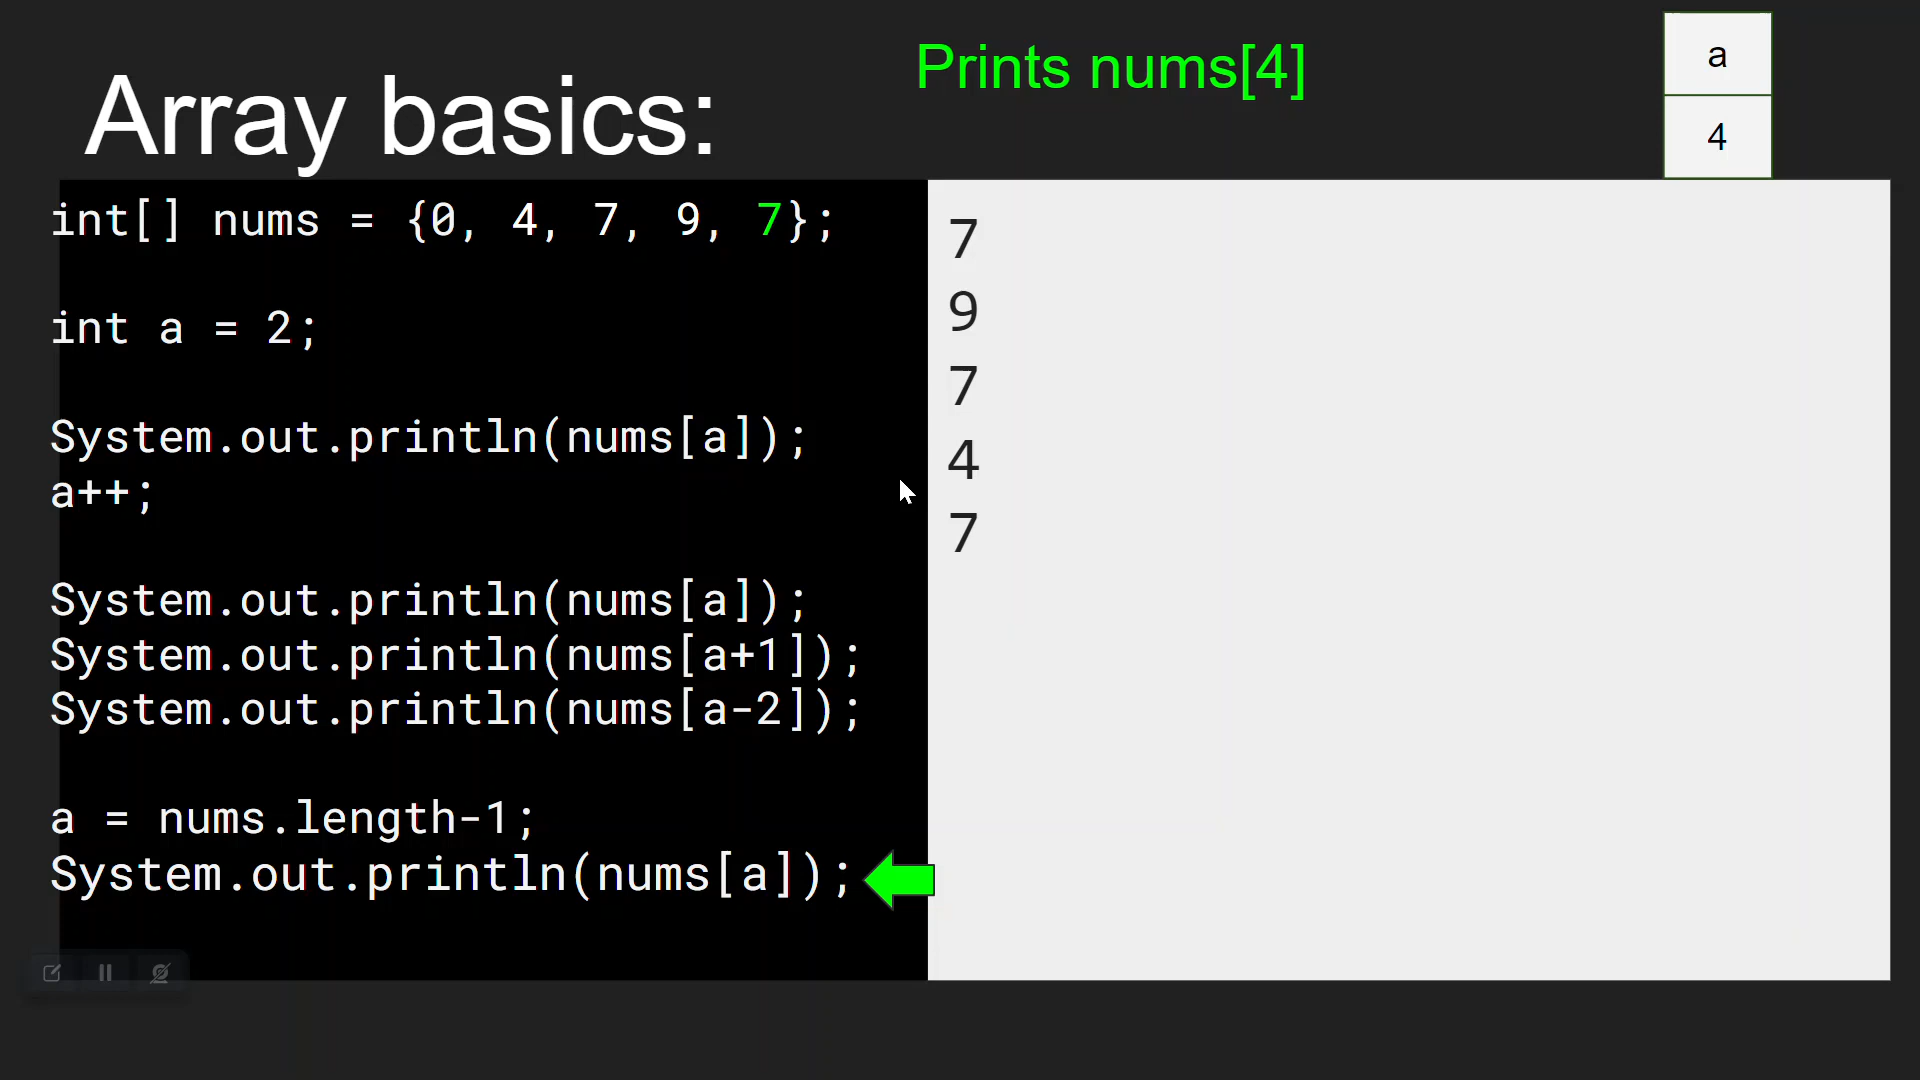 Array basics:
Prints nums[4]
a
4
int[] nums = {0, 4, 7, 9, 7};
int a = 2;
System.out.println(nums[a]);
a++;
System.out.println(nums[a]);
System.out.println(nums[a+1]);
System.out.println(nums[a-2]);
a = nums.length-1;
System.out.println(nums[a]);
7
9
7
4
7